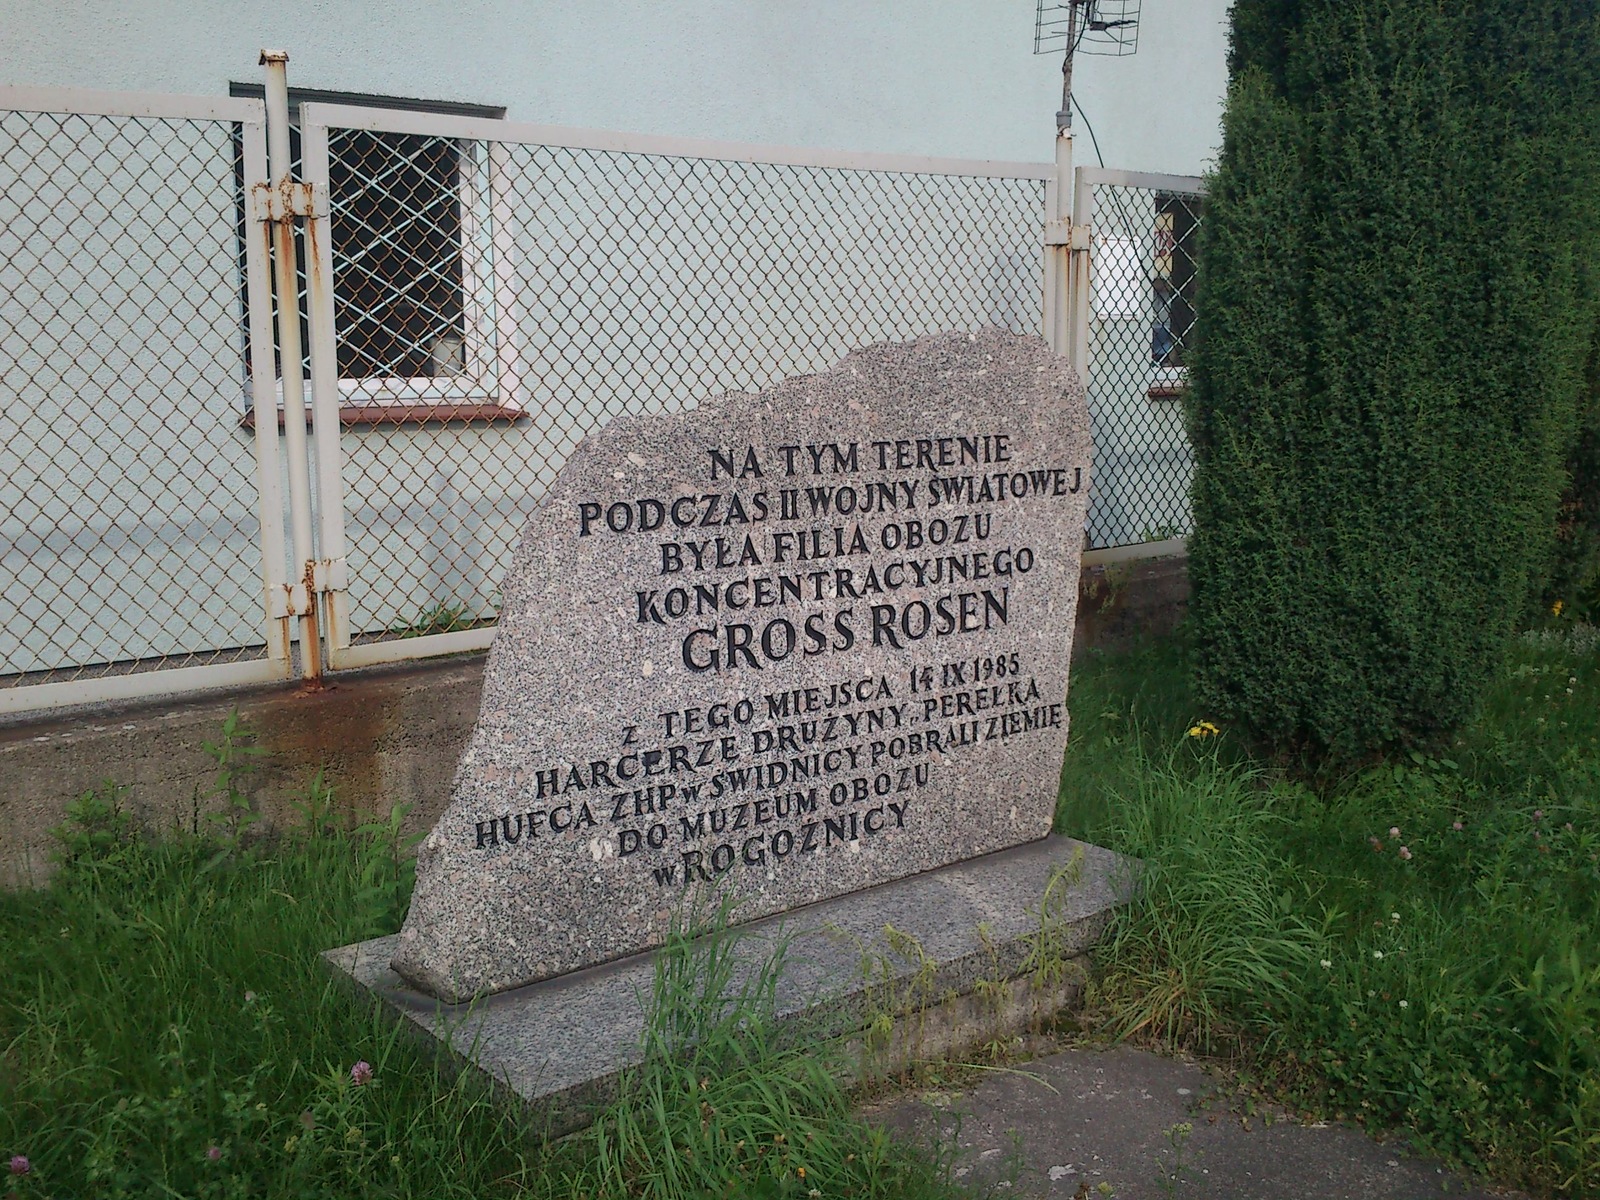 NA TYM TERENIE
PODCZAS II WOJNY ŚWIATOWEJ
BYŁA FILIA OBOZU
KONCENTRACYJNEGO
GROSS ROSEN
Z TEGO MIEJSCA 14 IX 1985
HARCERZE DRUŻYNY „PEREŁKA
HUFCA ZHP w ŚWIDNICY POBRALI ZIEMIĘ
DO MUZEUM OBOZU
w ROGOŹNICY